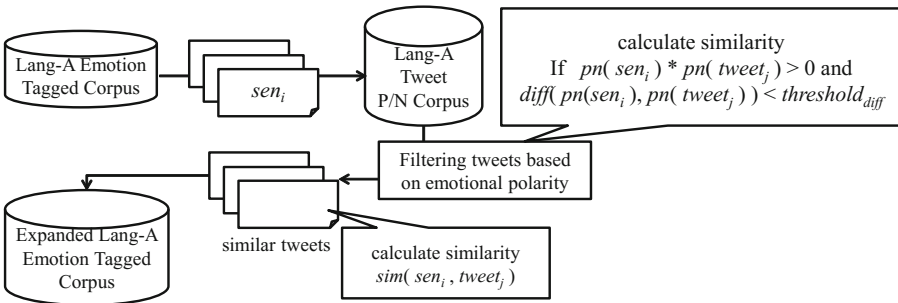 Lang-A Emotion
Tagged Corpus
sen_i
Lang-A
Tweet
P/N Corpus
calculate similarity
If pn( sen_i ) * pn( tweet_j ) > 0 and
diff( pn(sen_i ), pn( tweet_j ) ) < threshold_diff
Filtering tweets based
on emotional polarity
Expanded Lang-A
Emotion Tagged
Corpus
similar tweets
calculate similarity
sim( sen_i , tweet_j )